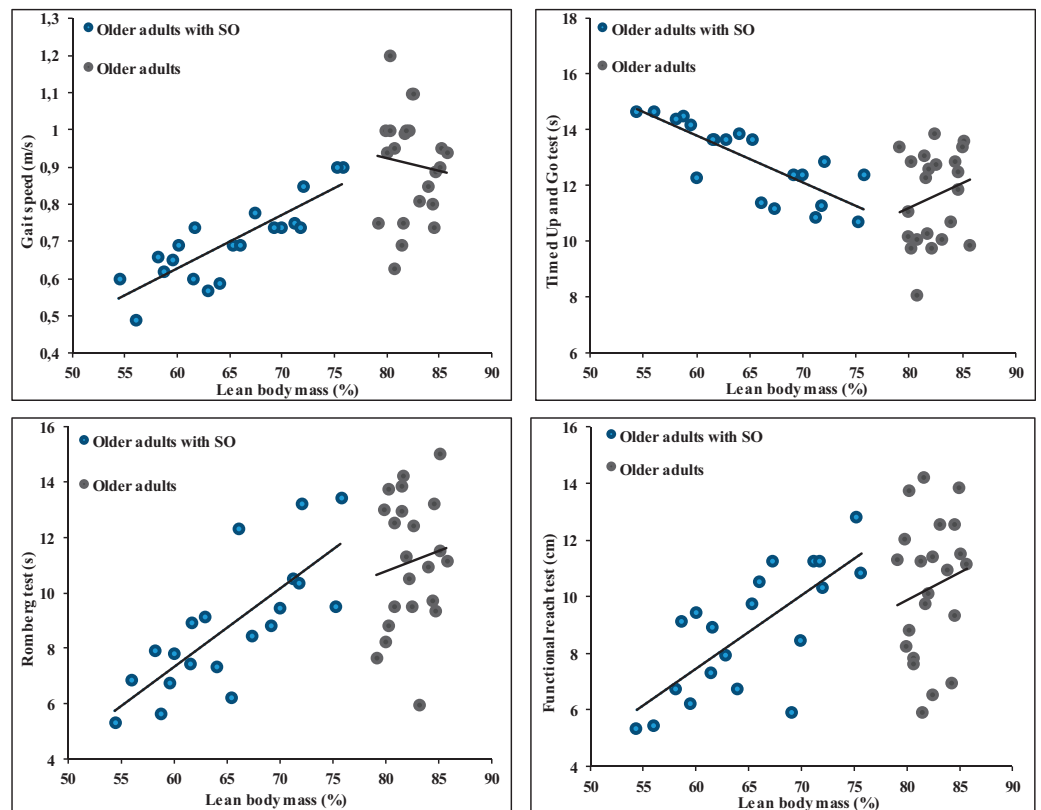 1,3
Older adults with SO
1,2
Older adults
1,1
1
0,9
0,8
0,7
0,6
0,5
0,4
Gait speed (m/s)
50 55 60 65 70 75 80 85 90
Lean body mass (%)
18
Older adults with SO
16
Older adults
14
12
10
8
6
Timed Up and Go test (s)
50 55 60 65 70 75 80 85 90
Lean body mass (%)
16
Older adults with SO
14
Older adults
12
10
8
6
4
Romberg test (s)
50 55 60 65 70 75 80 85 90
Lean body mass (%)
16
Older adults with SO
14
Older adults
12
10
8
6
4
Functional reach test (cm)
50 55 60 65 70 75 80 85 90
Lean body mass (%)